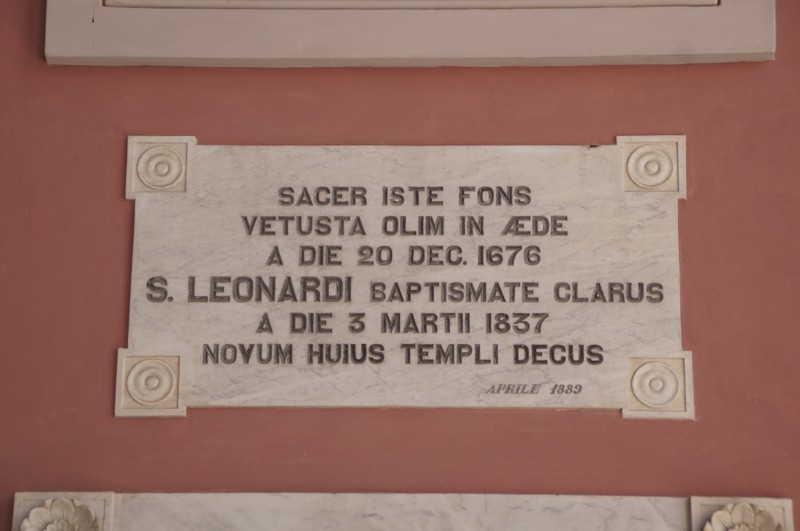 SACER ISTE FONS
VETUSTA OLIM IN ÆDE
A DIE 20 DEC. 1676
S. LEONARDI BAPTISMATE CLARUS
A DIE 3 MARTII 1837
NOVUM HUIUS TEMPLI DECUS
APRILE 1889